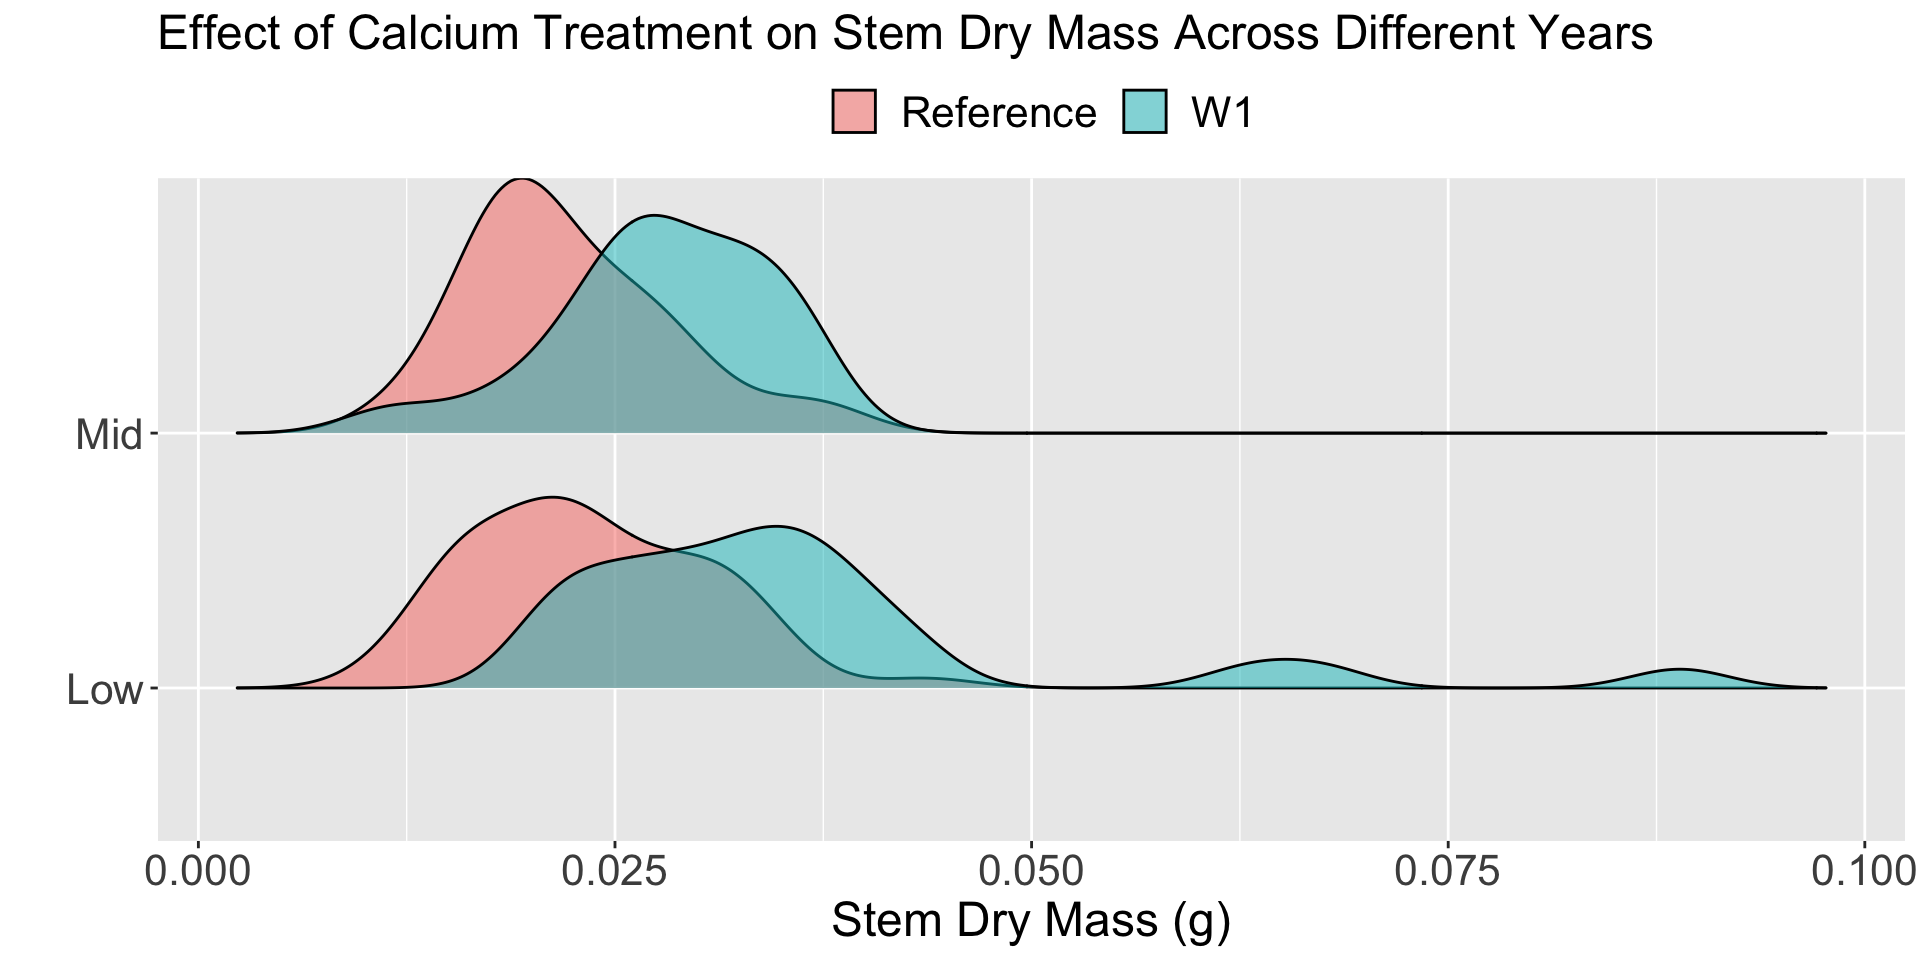 Effect of Calcium Treatment on Stem Dry Mass Across Different Years
Reference W1
Mid
Low
0.000 0.025 0.050 0.075 0.100
Stem Dry Mass (g)